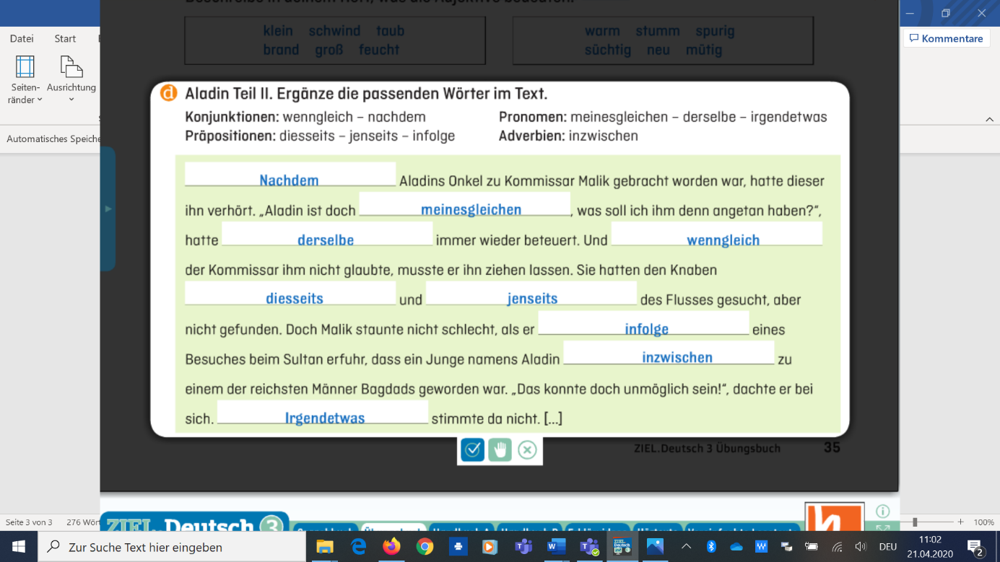 Datei Start
Kommentare
klein schwind taub
brand groß feucht
warm stumm spurig
süchtig neu mütig
Seiten-
ränder
Ausrichtung
Automatisches Speiche
d Aladin Teil II. Ergänze die passenden Wörter im Text.
Konjunktionen: wenngleich – nachdem
Pronomen: meinesgleichen – derselbe – irgendetwas
Präpositionen: diesseits – jenseits – infolge
Adverbien: inzwischen
Nachdem Aladins Onkel zu Kommissar Malik gebracht worden war, hatte dieser
ihn verhört. „Aladin ist doch meinesgleichen, was soll ich ihm denn angetan haben?“,
hatte derselbe immer wieder beteuert. Und wenngleich
der Kommissar ihm nicht glaubte, musste er ihn ziehen lassen. Sie hatten den Knaben
diesseits und jenseits des Flusses gesucht, aber
nicht gefunden. Doch Malik staunte nicht schlecht, als er infolge eines
Besuches beim Sultan erfuhr, dass ein Junge namens Aladin inzwischen zu
einem der reichsten Männer Bagdads geworden war. „Das konnte doch unmöglich sein!“, dachte er bei
sich. Irgendetwas stimmte da nicht. [...]
ZIEL.Deutsch 3 Übungsbuch 35
Seite 3 von 3 276 Wört
ZIEL.Deutsch 3
100%
Zur Suche Text hier eingeben
DEU
11:02
21.04.2020
2